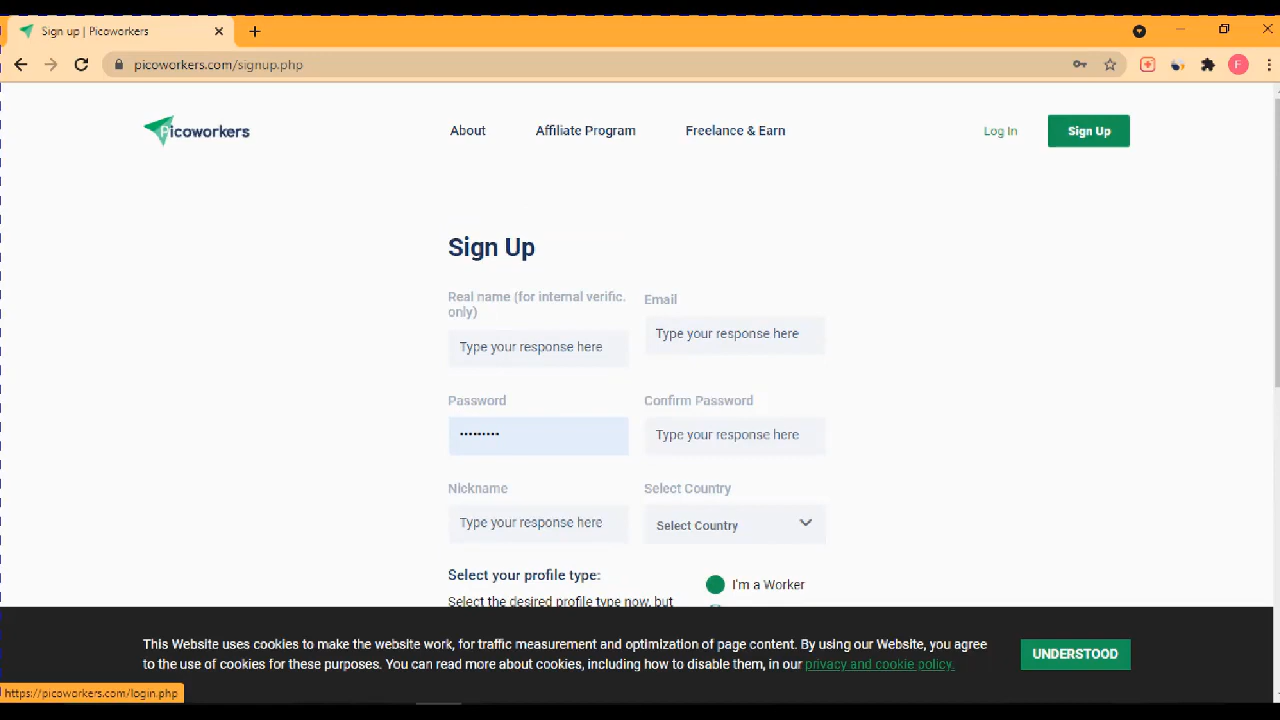 Sign up | Picoworkers
picoworkers.com/signup.php
F
Picoworkers
About
Affiliate Program
Freelance & Earn
Log In
Sign Up
Sign Up
Real name (for internal verific.
only)
Email
Type your response here
Type your response here
Password
Confirm Password
•••••••••
Type your response here
Nickname
Select Country
Type your response here
Select Country
Select your profile type:
I'm a Worker
Select the desired profile type now, but
This Website uses cookies to make the website work, for traffic measurement and optimization of page content. By using our Website, you agree
to the use of cookies for these purposes. You can read more about cookies, including how to disable them, in our privacy and cookie policy.
UNDERSTOOD
https://picoworkers.com/login.php